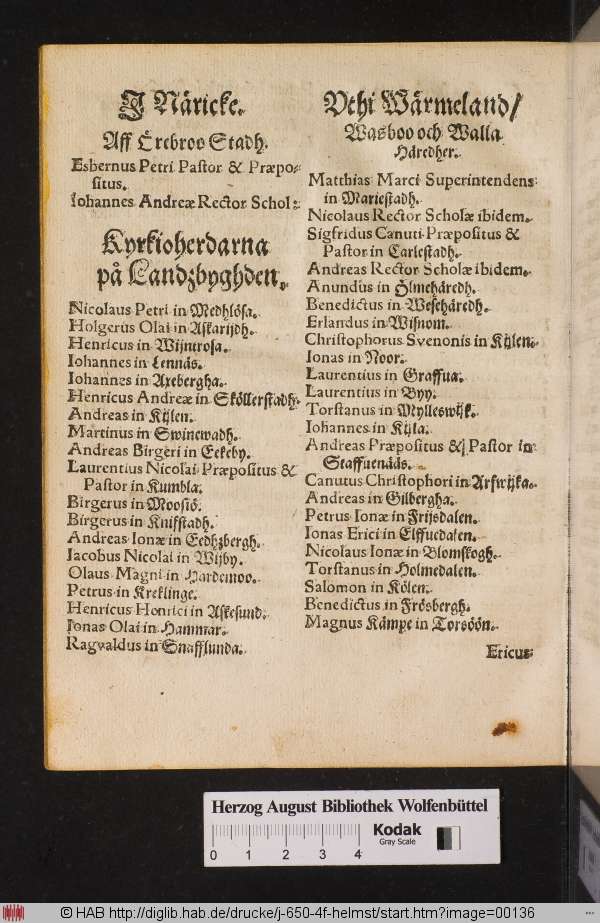 J Näricke.
Aff Örebroo Stadh.
Esbernus Petri Pastor & Præpo-
situs.
Iohannes Andreæ Rector Schol:
Kyrkioherdarna
på Landzbyghden.
Nicolaus Petri in Medhlösa.
Holgerus Olai in Askarijdh.
Henricus in Wijntrosa.
Iohannes in Lennäs.
Iohannes in Axebergha.
Henricus Andreæ in Sköllerstadh.
Andreas in Kijlen.
Martinus in Swinewadh.
Andreas Birgeri in Eekeby.
Laurentius Nicolai Præpositus &
Pastor in Kumbla.
Birgerus in Moosiö.
Birgerus in Knifstadh.
Andreas Ionæ in Eedhzbergh.
Iacobus Nicolai in Wijby.
Olaus Magni in Hardemoo.
Petrus in Kreklinge.
Henricus Henrici in Askesund.
Ionas Olai in Hammar.
Ragvaldus in Snafflunda.
Vthi Wärmeland/
Wasboo och Walla
Häredher.
Matthias Marci Superintendens
in Mariestadh.
Nicolaus Rector Scholæ ibidem.
Sigfridus Canuti Præpositus &
Pastor in Carlestadh.
Andreas Rector Scholæ ibidem.
Anundus in Ölmehäredh.
Benedictus in Wesehäredh.
Erlandus in Wisnom.
Christophorus Svenonis in Kijlen.
Ionas in Noor.
Laurentius in Graffua.
Laurentius in Byy.
Torstanus in Mylleswijk.
Iohannes in Kijla.
Andreas Præpositus & Pastor in
Staffuenääs.
Canutus Christophori in Arfwijka.
Andreas in Gilbergha.
Petrus Ionæ in Frijsdalen.
Ionas Erici in Elffuedalen.
Nicolaus Ionæ in Blomskogh.
Torstanus in Holmedalen.
Salomon in Kölen.
Benedictus in Frösbergh.
Magnus Kämpe in Torsöön.
Ericus
Herzog August Bibliothek Wolfenbüttel
0 1 2 3 4
Kodak
Gray Scale
© HAB http://diglib.hab.de/drucke/j-650-4f-helmst/start.htm?image=00136